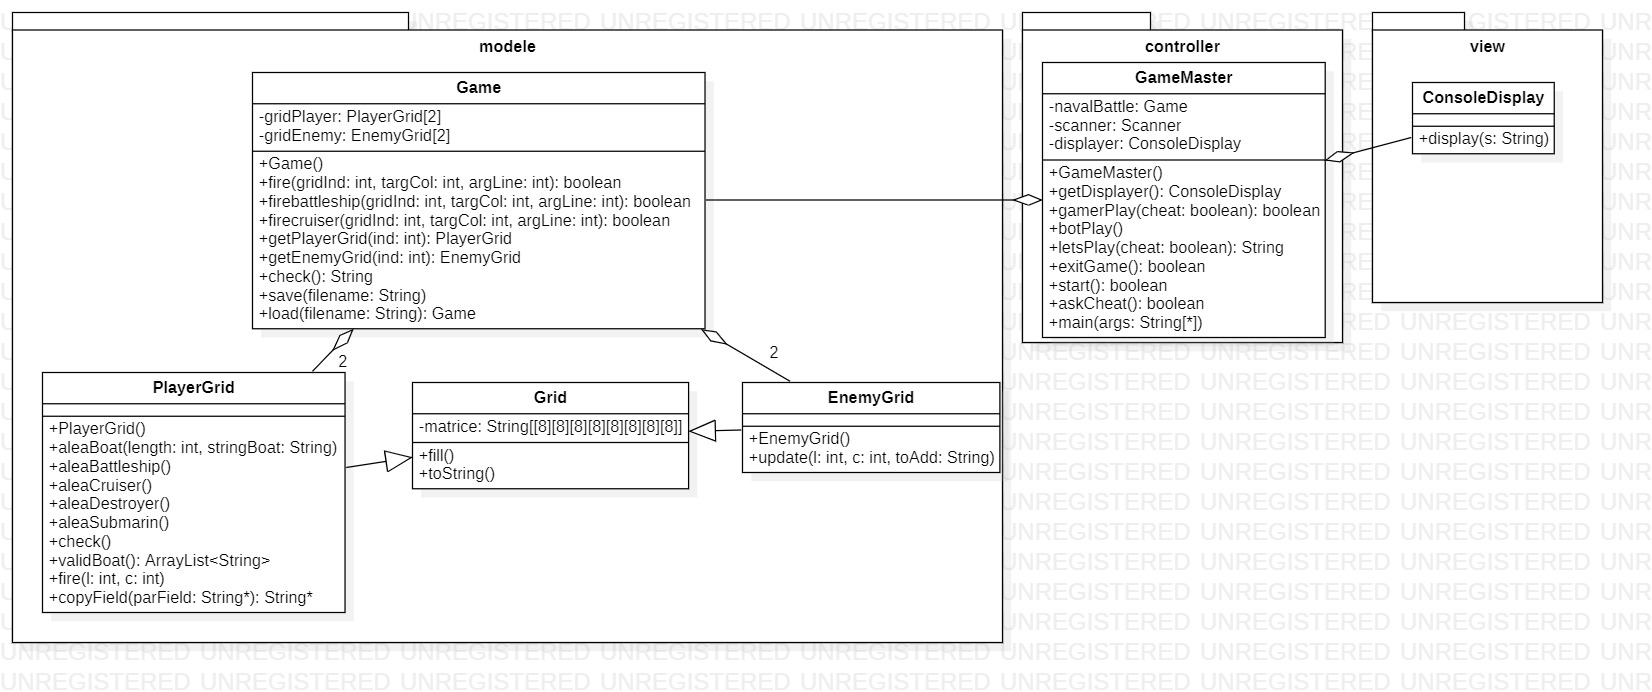 modele
Game
-gridPlayer: PlayerGrid[2]
-gridEnemy: EnemyGrid[2]
+Game()
+fire(gridInd: int, targCol: int, argLine: int): boolean
+firebattleship(gridInd: int, targCol: int, argLine: int): boolean
+firecruiser(gridInd: int, targCol: int, argLine: int): boolean
+getPlayerGrid(ind: int): PlayerGrid
+getEnemyGrid(ind: int): EnemyGrid
+check(): String
+save(filename: String)
+load(filename: String): Game
2
2
PlayerGrid
+PlayerGrid()
+aleaBoat(length: int, stringBoat: String)
+aleaBattleship()
+aleaCruiser()
+aleaDestroyer()
+aleaSubmarin()
+check()
+validBoat(): ArrayList<String>
+fire(l: int, c: int)
+copyField(parField: String*): String*
Grid
-matrice: String[[8][8][8][8][8][8][8][8]]
+fill()
+toString()
EnemyGrid
+EnemyGrid()
+update(l: int, c: int, toAdd: String)
controller
GameMaster
-navalBattle: Game
-scanner: Scanner
-displayer: ConsoleDisplay
+GameMaster()
+getDisplayer(): ConsoleDisplay
+gamerPlay(cheat: boolean): boolean
+botPlay()
+letsPlay(cheat: boolean): String
+exitGame(): boolean
+start(): boolean
+askCheat(): boolean
+main(args: String[*])
view
ConsoleDisplay
+display(s: String)
UNREGISTERED UNREGISTERED UNREGISTERED UNREGISTERED UNREGISTERED UNREGISTERED UNREGISTERED UNREGISTERED